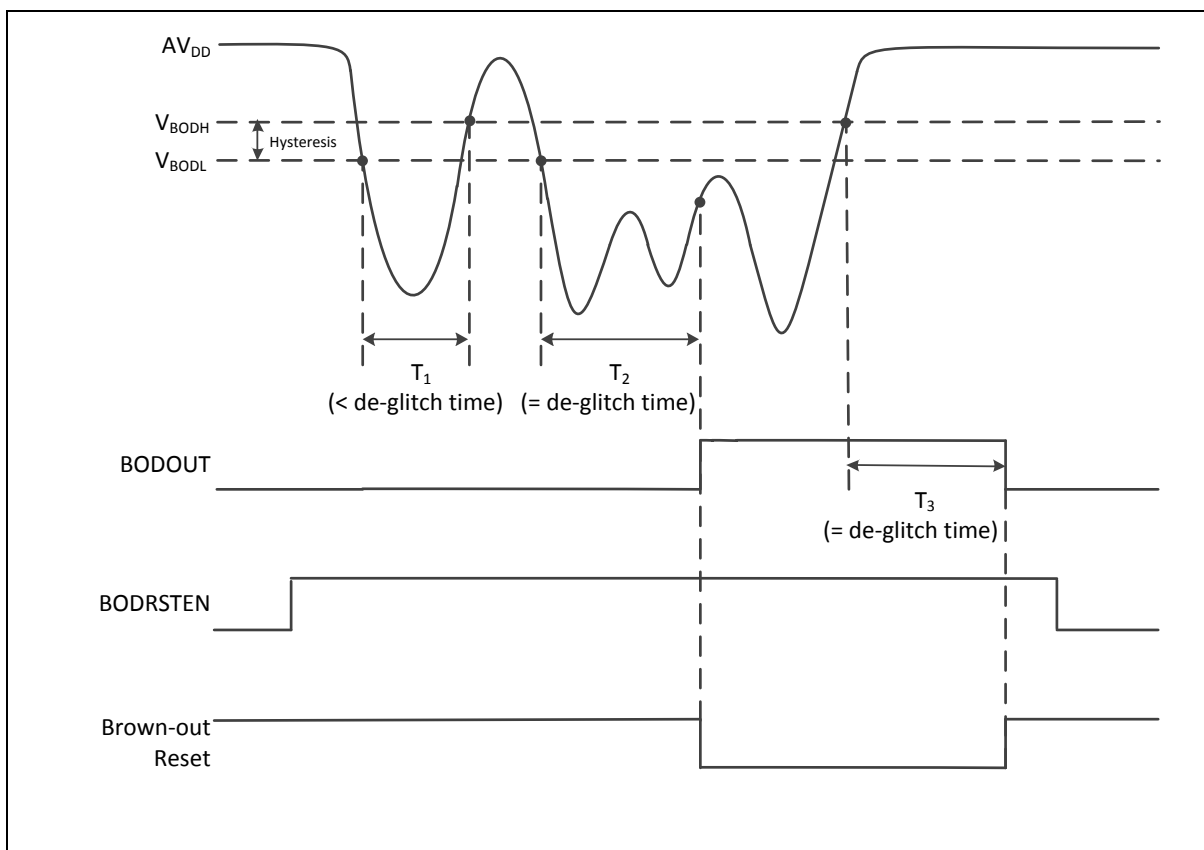 AVDD
VBODH
Hysteresis
VBODL
T1
(< de-glitch time)
T2
(= de-glitch time)
BODOUT
T3
(= de-glitch time)
BODRSTEN
Brown-out
Reset